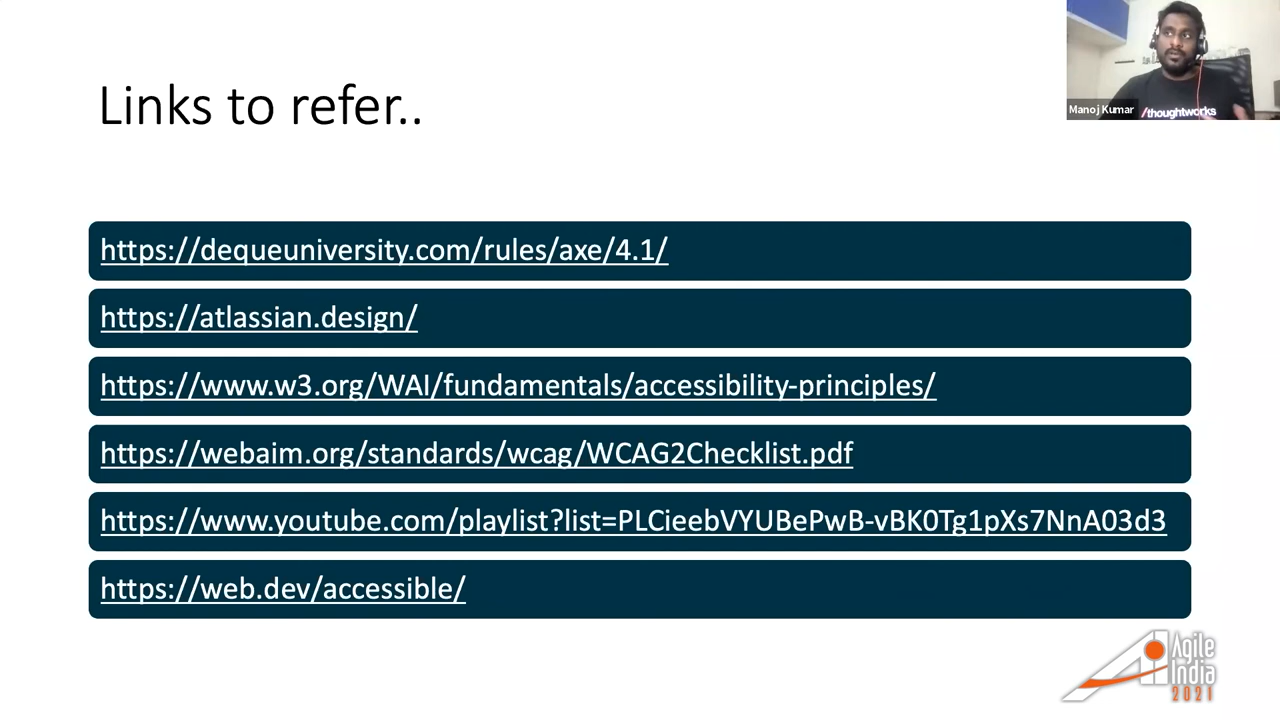 Links to refer..
Manoj Kumar
/thoughtworks
https://dequeuniversity.com/rules/axe/4.1/
https://atlassian.design/
https://www.w3.org/WAI/fundamentals/accessibility-principles/
https://webaim.org/standards/wcag/WCAG2Checklist.pdf
https://www.youtube.com/playlist?list=PLCieebVYUBePwB-vBK0Tg1pXs7NnA03d3
https://web.dev/accessible/
Agile
India
2021